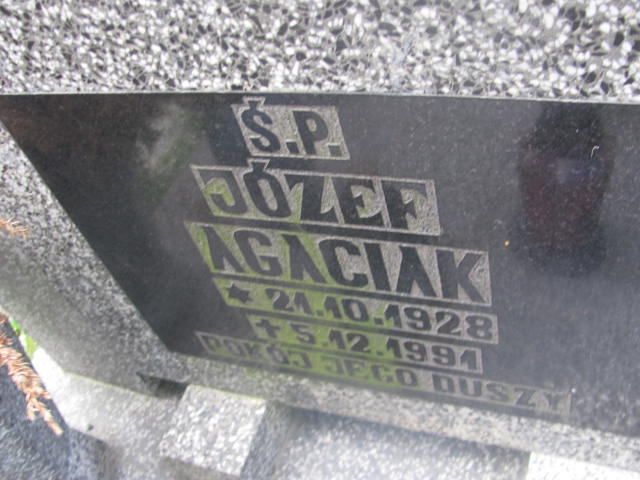 Ś.P.
JÓZEF
AGACIAK
★ 21.10.1928
✝ 5.12.1991
POKÓJ JEGO DUSZY